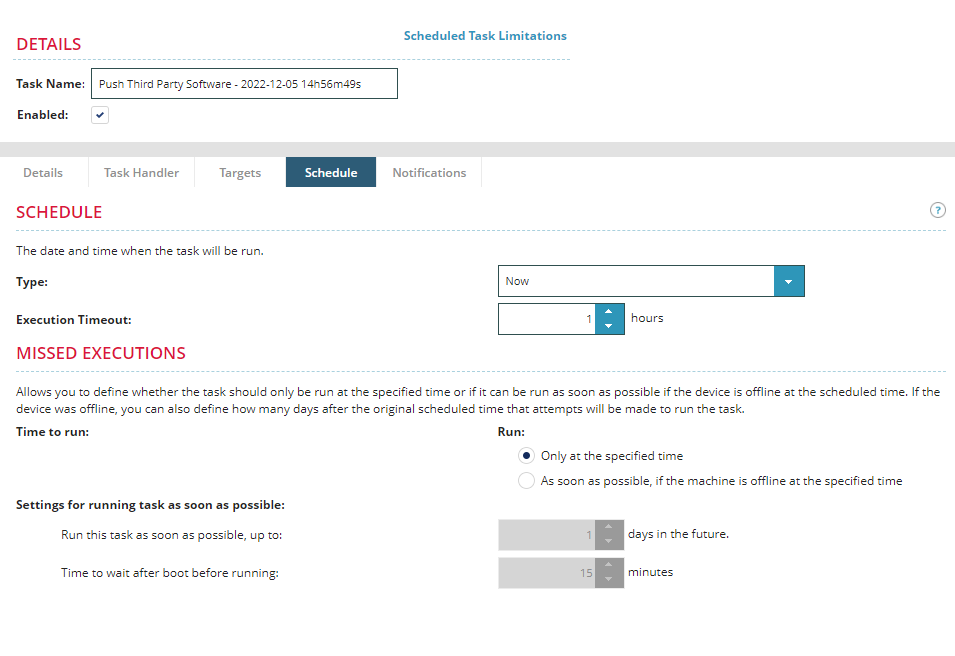 Scheduled Task Limitations
DETAILS
Task Name: Push Third Party Software - 2022-12-05 14h56m49s
Enabled:
Details Task Handler Targets Schedule Notifications
SCHEDULE ?
The date and time when the task will be run.
Type: Now
Execution Timeout: 1 hours
MISSED EXECUTIONS
Allows you to define whether the task should only be run at the specified time or if it can be run as soon as possible if the device is offline at the scheduled time. If the
device was offline, you can also define how many days after the original scheduled time that attempts will be made to run the task.
Time to run: Run:
Only at the specified time
As soon as possible, if the machine is offline at the specified time
Settings for running task as soon as possible:
Run this task as soon as possible, up to: 1 days in the future.
Time to wait after boot before running: 15 minutes